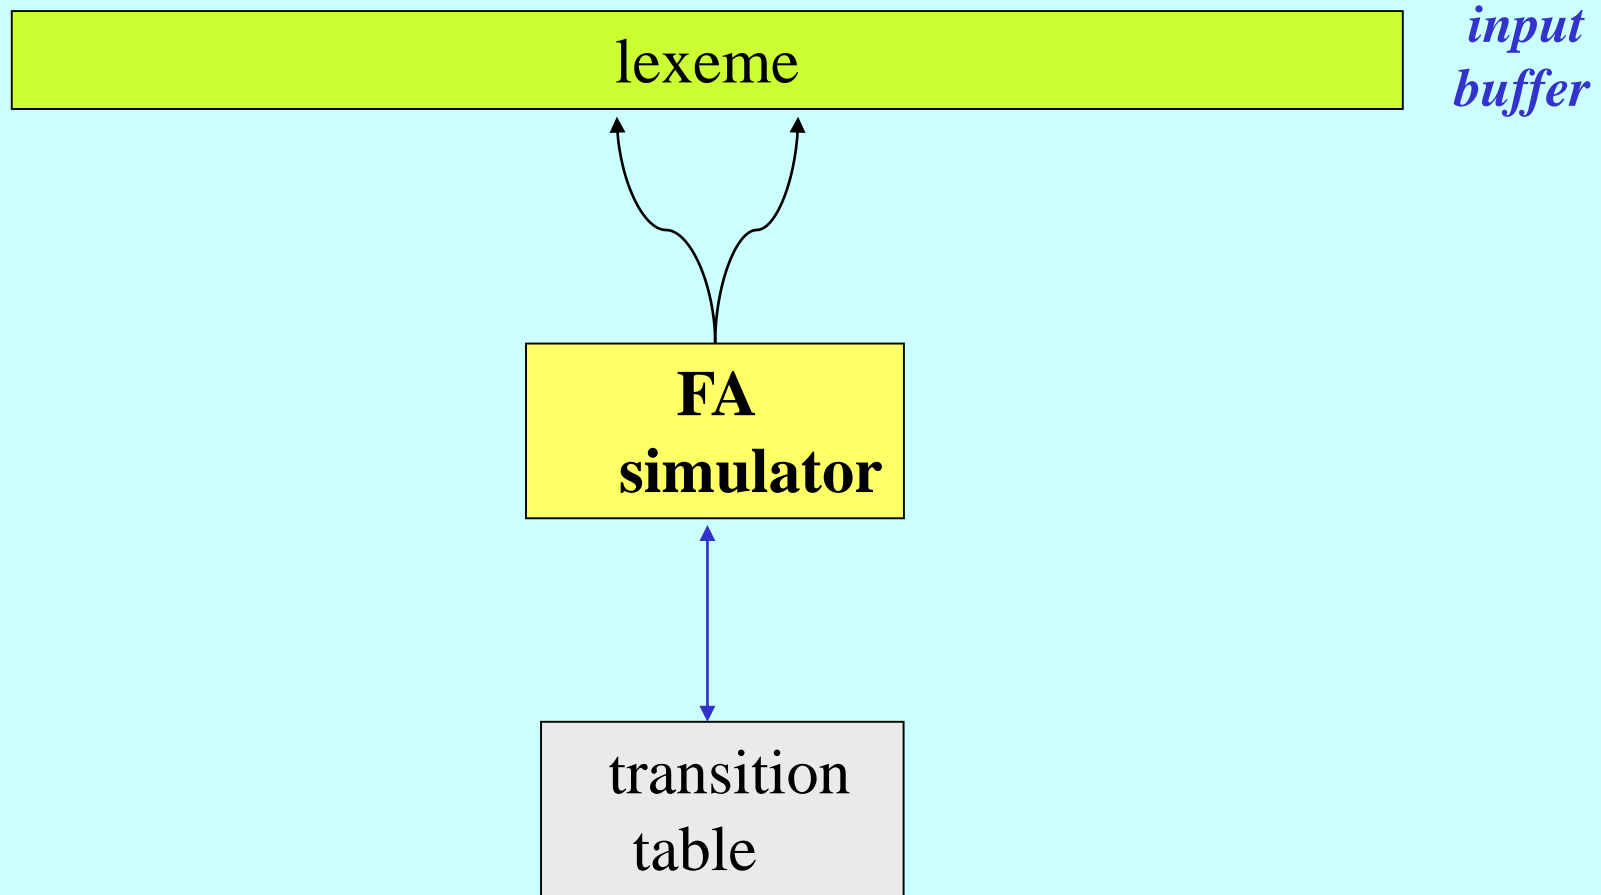 lexeme
input
buffer
FA
simulator
transition
table